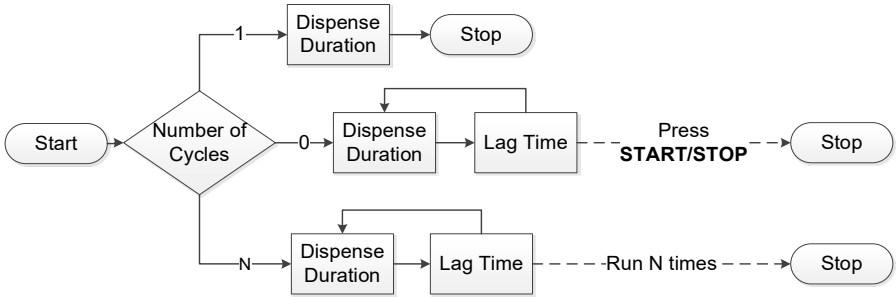 1
Dispense
Duration
Stop
Start
Number of
Cycles
0
Dispense
Duration
Lag Time
Press
START/STOP
Stop
N
Dispense
Duration
Lag Time
Run N times
Stop